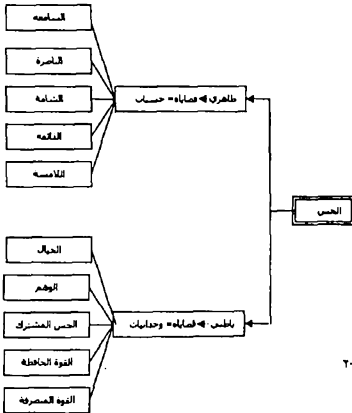 الحس
ظاهري ◄ قضاياه = حسيات
السامعة
الباصرة
الشامة
الذائقة
اللامسة
باطني ◄ قضاياه = وجدانيات
الخيال
الوهم
الحس المشترك
القوة الحافظة
القوة المتصرفة
٢٠